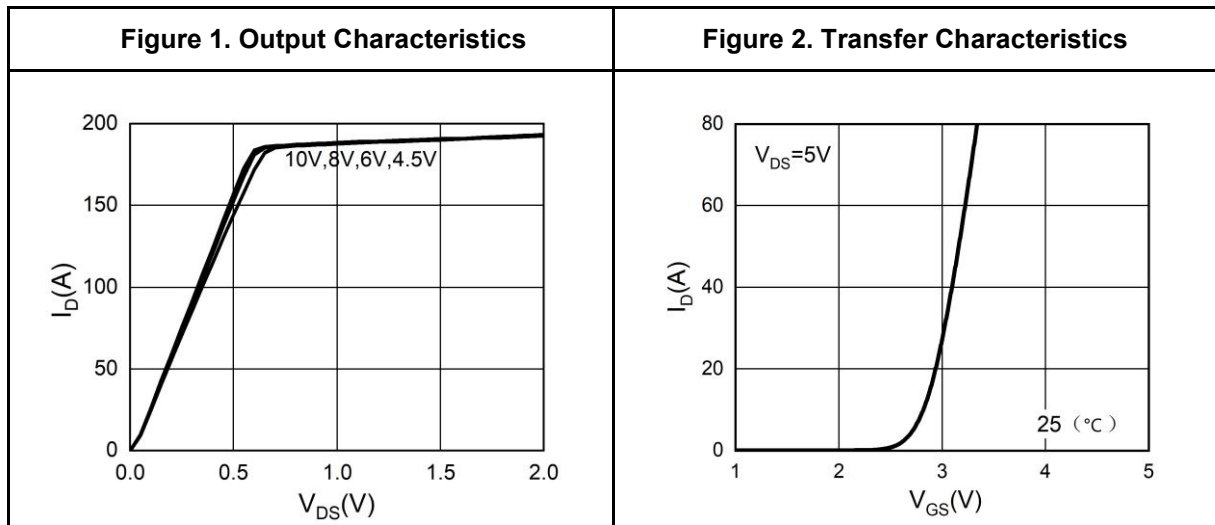 Figure 1. Output Characteristics
200
150
100
50
0
I_D(A)
10V,8V,6V,4.5V
0.0 0.5 1.0 1.5 2.0
V_DS(V)
Figure 2. Transfer Characteristics
80
60
40
20
0
I_D(A)
V_DS=5V
25（℃）
1 2 3 4 5
V_GS(V)